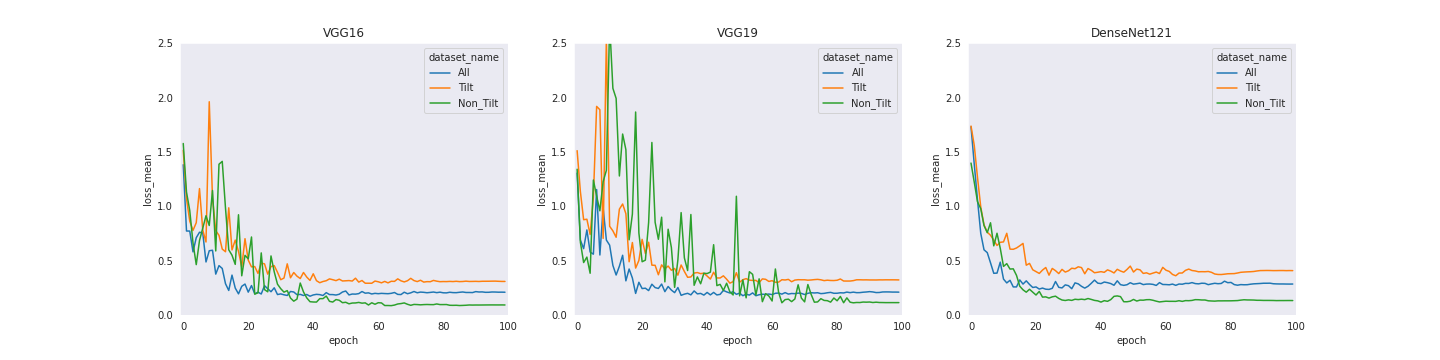 VGG16
VGG19
DenseNet121
2.5
2.0
1.5
1.0
0.5
0.0
loss_mean
0
20
40
60
80
100
epoch
dataset_name
All
Tilt
Non_Tilt
2.5
2.0
1.5
1.0
0.5
0.0
loss_mean
0
20
40
60
80
100
epoch
dataset_name
All
Tilt
Non_Tilt
2.5
2.0
1.5
1.0
0.5
0.0
loss_mean
0
20
40
60
80
100
epoch
dataset_name
All
Tilt
Non_Tilt